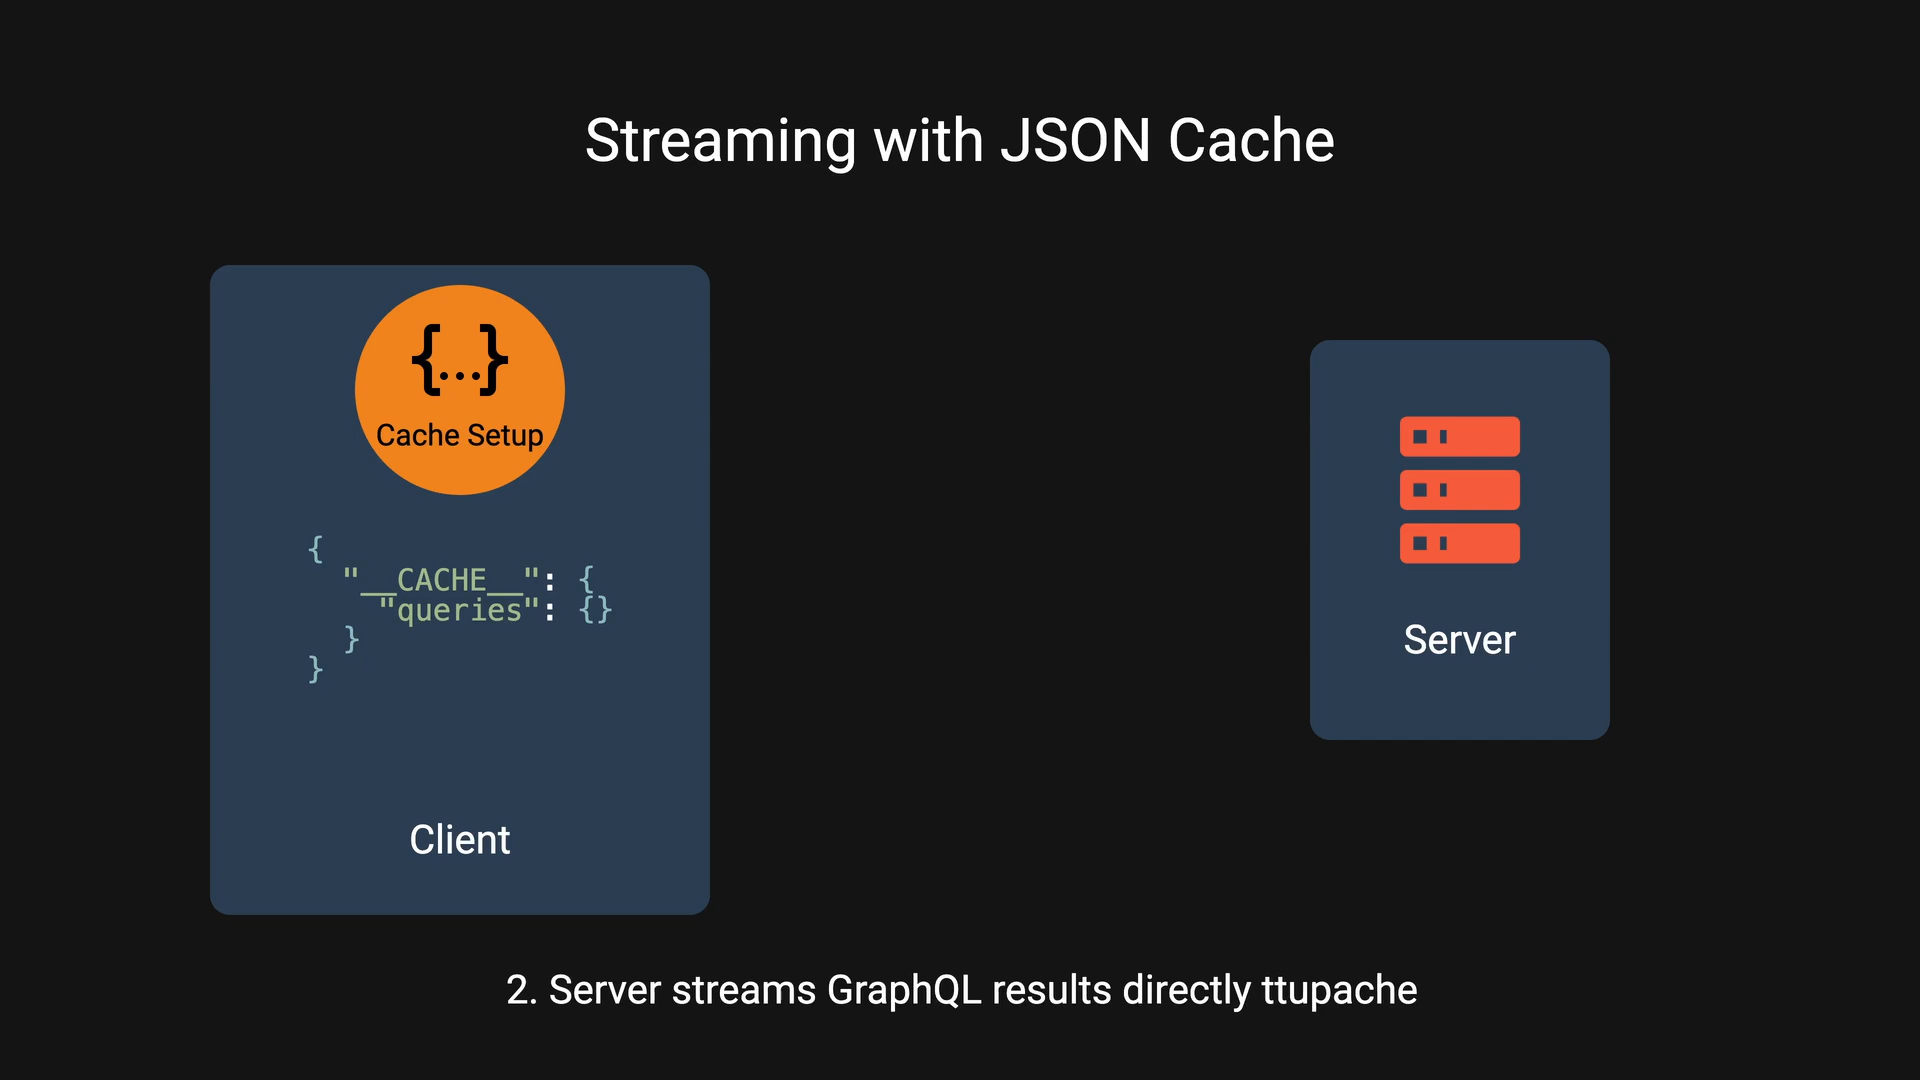 Streaming with JSON Cache
{...}
Cache Setup
{
"__CACHE__": {
"queries": {}
}
}
Client
Server
2. Server streams GraphQL results directly ttupache